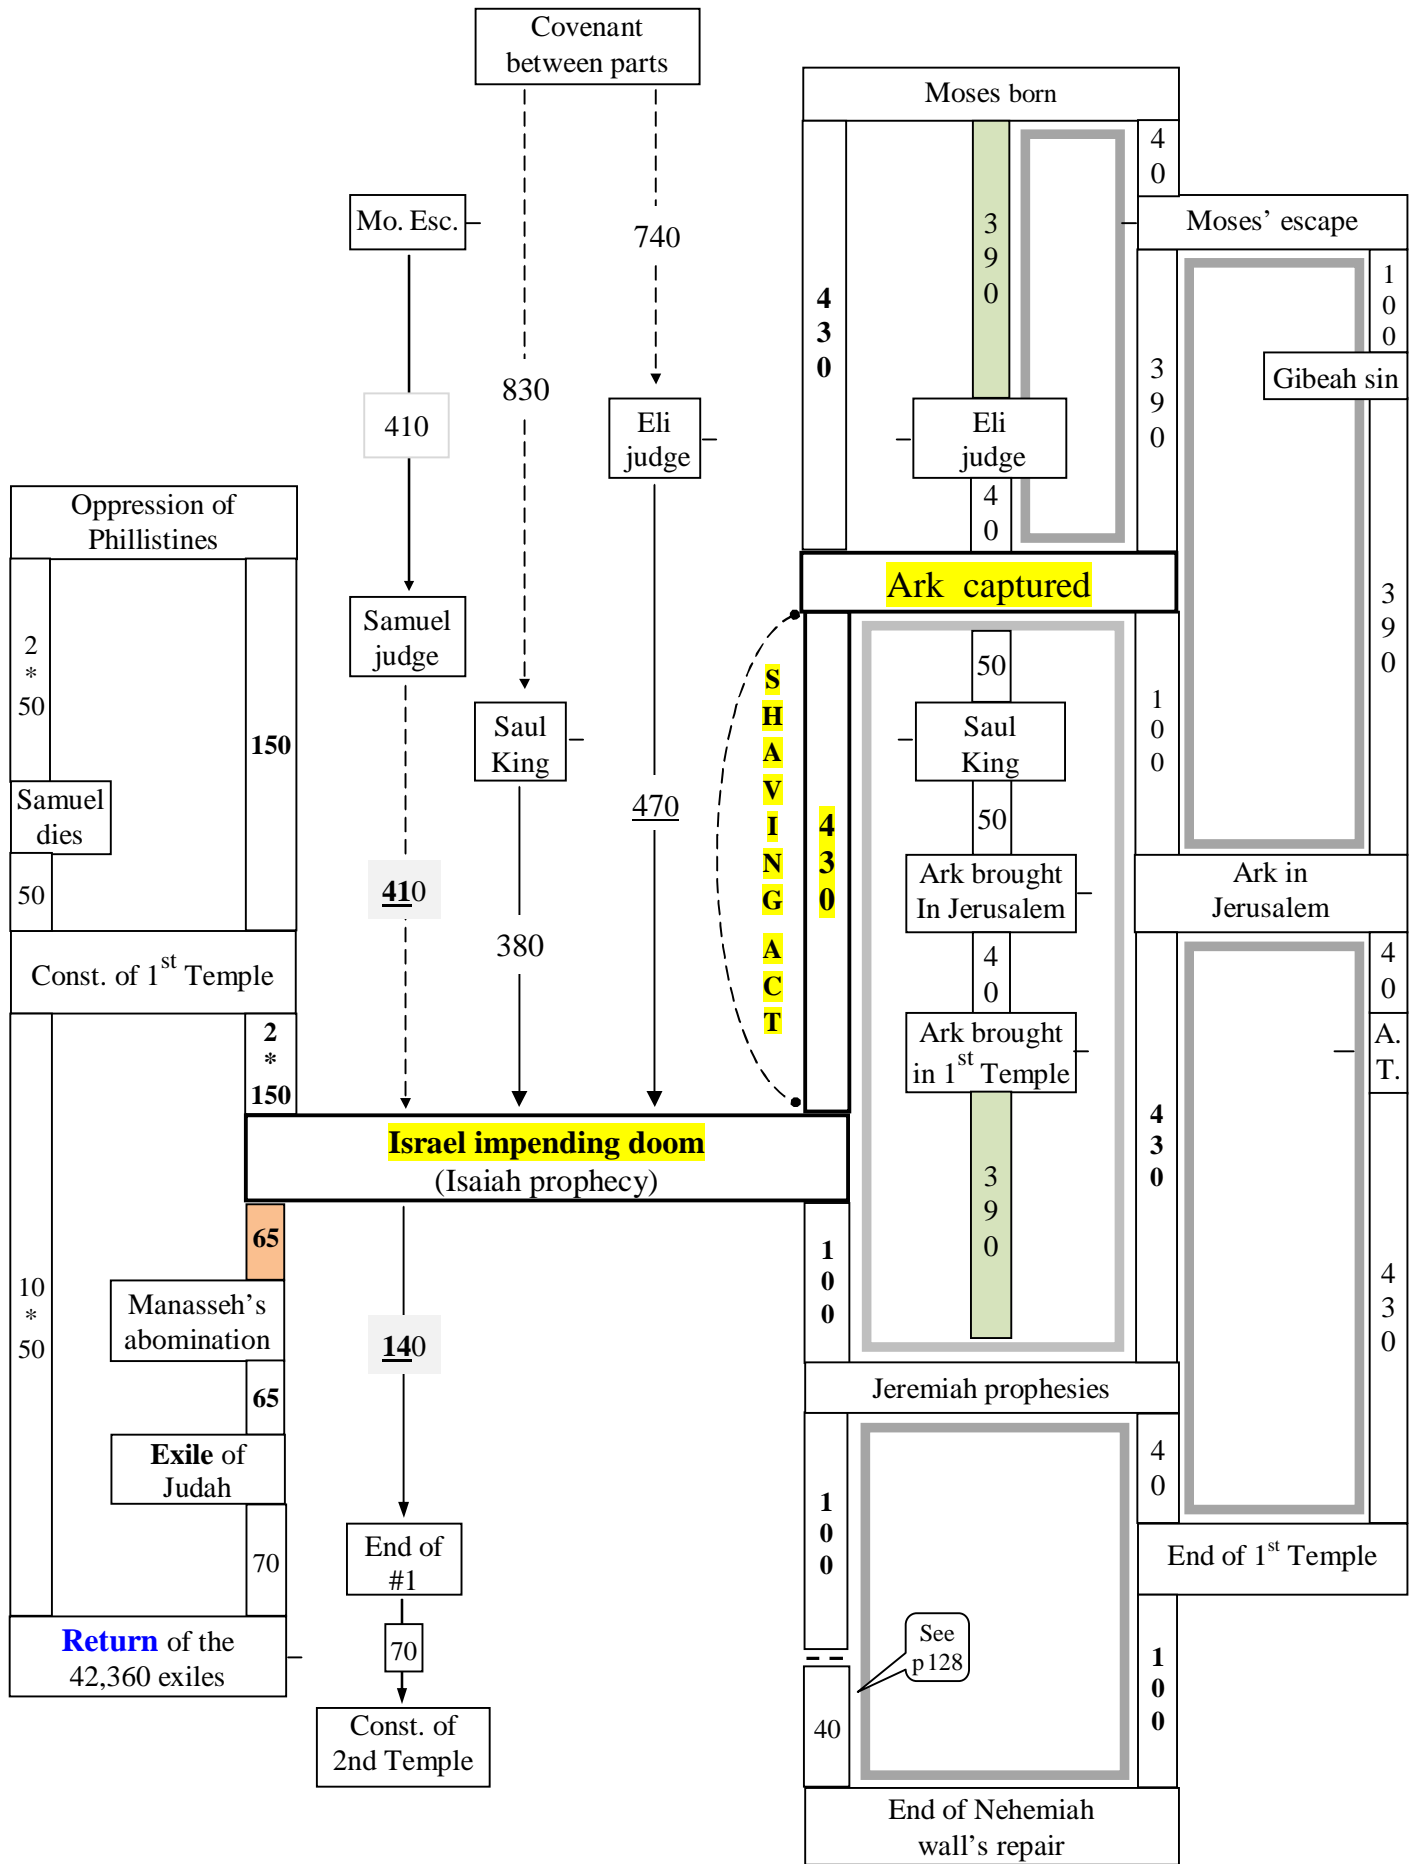 Covenant
between parts
Moses born
4
0
Mo. Esc.
740
3
9
0
Moses’ escape
4
3
0
1
0
0
830
3
9
0
Gibeah sin
410
Eli
judge
Eli
judge
4
0
Oppression of
Phillistines
Ark captured
2
*
50
150
Samuel
judge
3
9
0
S
H
A
V
I
N
G
A
C
T
50
Saul
King
Saul
King
1
0
0
Samuel
dies
470
4
3
0
50
50
410
380
Ark brought
In Jerusalem
Ark in
Jerusalem
Const. of 1st Temple
4
0
4
0
2
*
150
Ark brought
in 1st Temple
A.
T.
Israel impending doom
(Isaiah prophecy)
4
3
0
3
9
0
65
1
0
0
10
*
50
Manasseh’s
abomination
140
4
3
0
65
Jeremiah prophesies
Exile of
Judah
4
0
1
0
0
70
End of
#1
End of 1st Temple
Return of the
42,360 exiles
70
See
p128
1
0
0
40
Const. of
2nd Temple
End of Nehemiah
wall’s repair